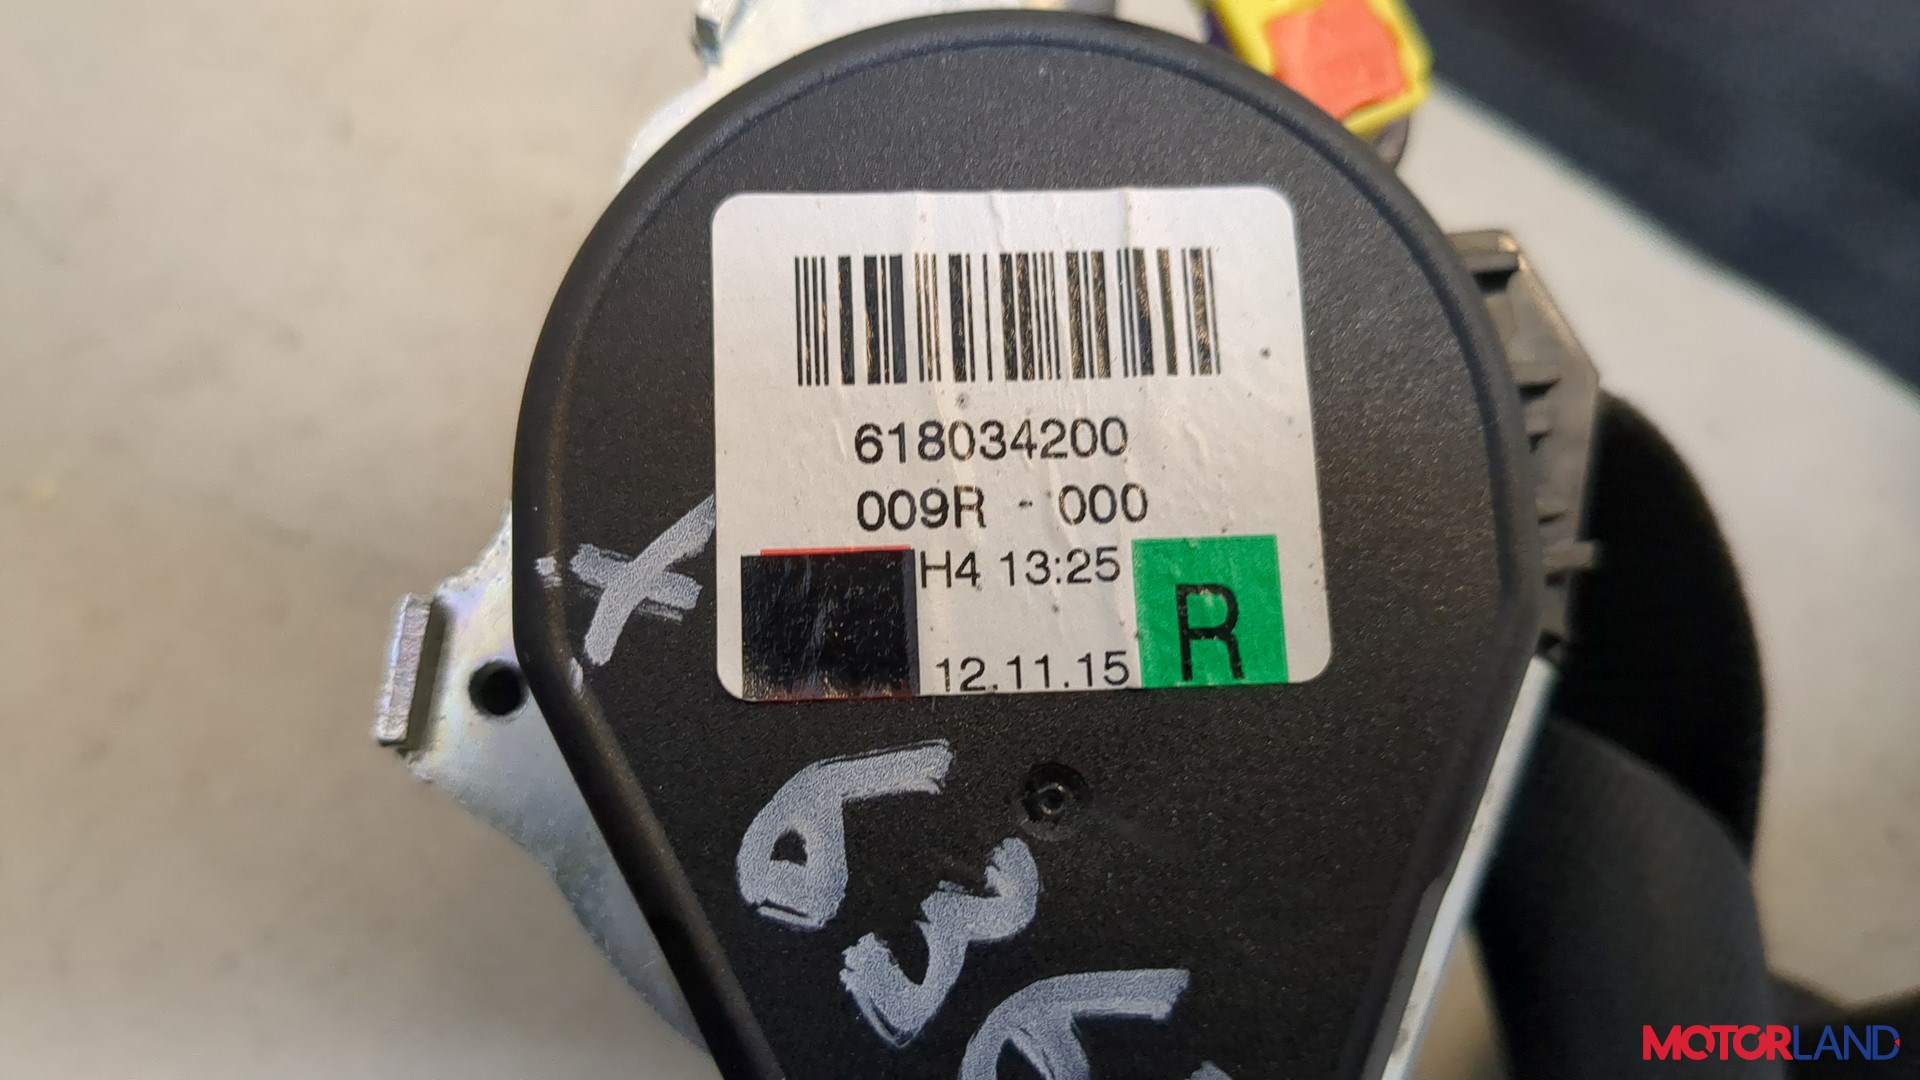 618034200
009R - 000
H4 13:25
12.11.15
R
MOTORLAND